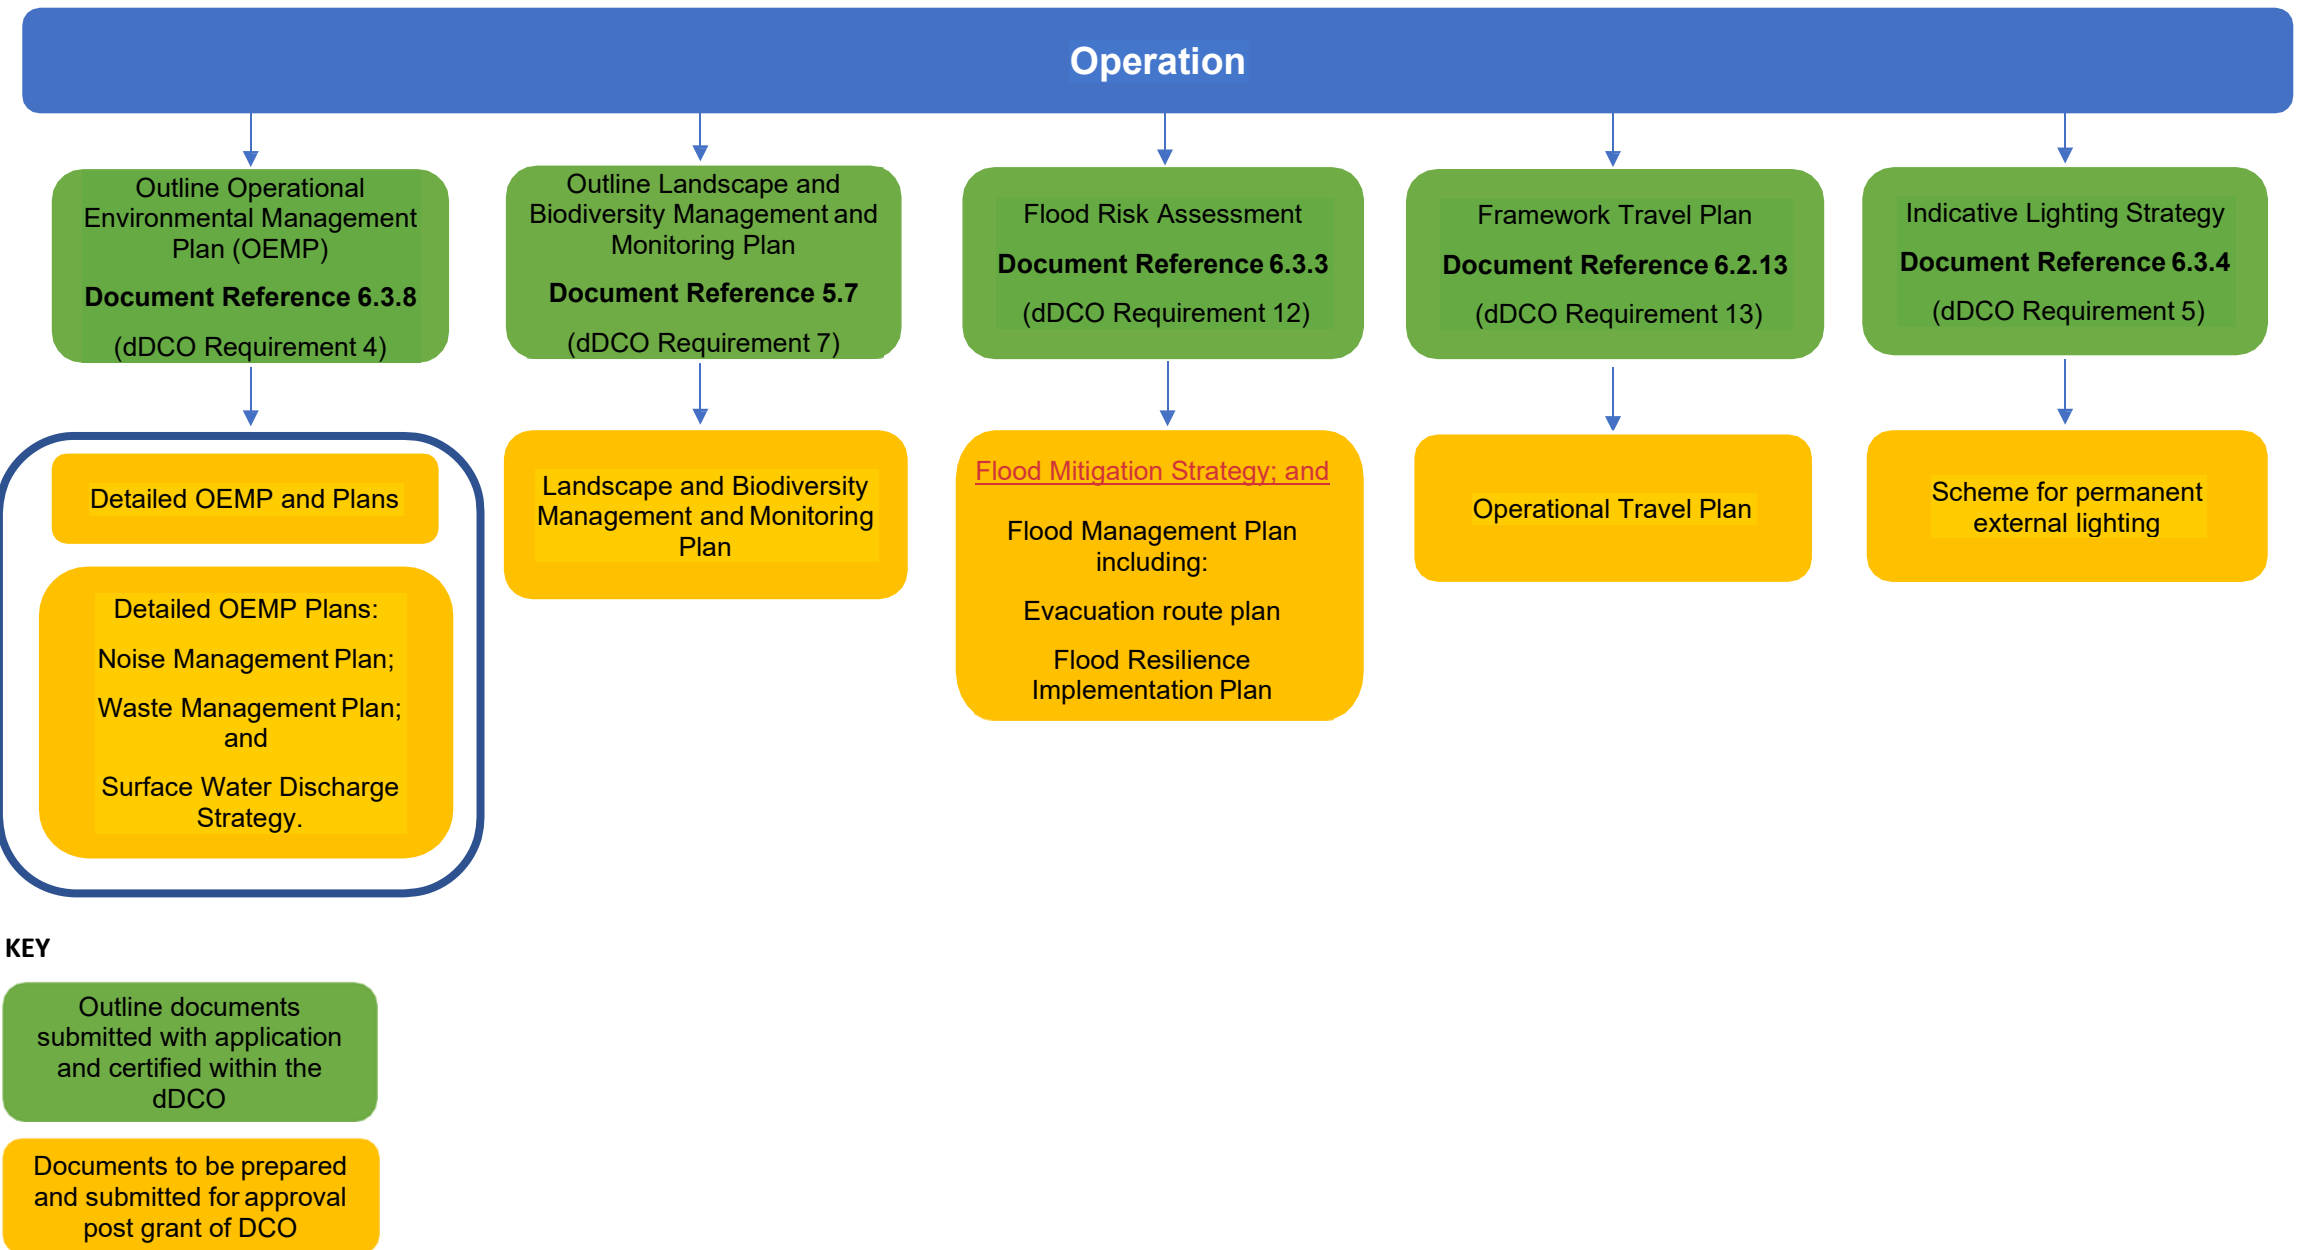 Operation
Outline Operational
Environmental Management
Plan (OEMP)
Document Reference 6.3.8
(dDCO Requirement 4)
Outline Landscape and
Biodiversity Management and
Monitoring Plan
Document Reference 5.7
(dDCO Requirement 7)
Flood Risk Assessment
Document Reference 6.3.3
(dDCO Requirement 12)
Framework Travel Plan
Document Reference 6.2.13
(dDCO Requirement 13)
Indicative Lighting Strategy
Document Reference 6.3.4
(dDCO Requirement 5)
Detailed OEMP and Plans
Detailed OEMP Plans:
Noise Management Plan;
Waste Management Plan;
and
Surface Water Discharge
Strategy.
Landscape and Biodiversity
Management and Monitoring
Plan
Flood Mitigation Strategy; and
Flood Management Plan
including:
Evacuation route plan
Flood Resilience
Implementation Plan
Operational Travel Plan
Scheme for permanent
external lighting
KEY
Outline documents
submitted with application
and certified within the
dDCO
Documents to be prepared
and submitted for approval
post grant of DCO